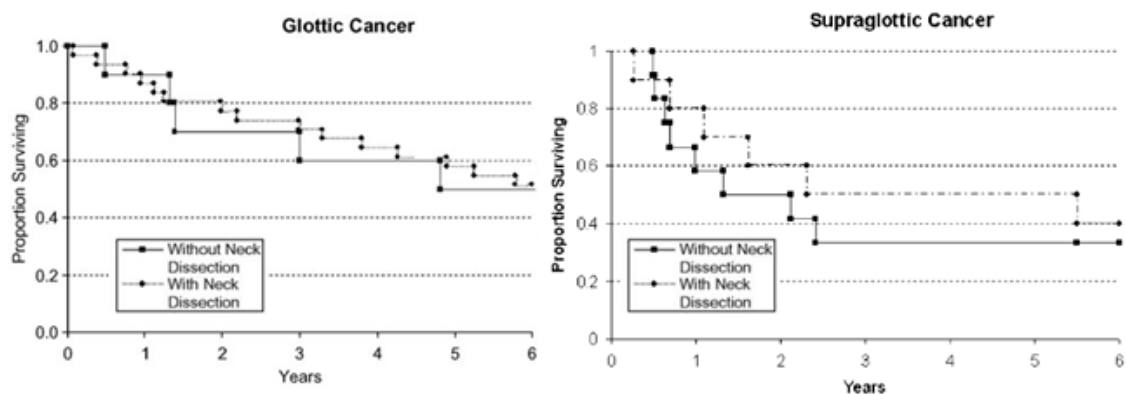 Glottic Cancer
Proportion Surviving
1.0
0.8
0.6
0.4
0.2
0.0
Without Neck
Dissection
With Neck
Dissection
0 1 2 3 4 5 6
Years
Supraglottic Cancer
Proportion Surviving
1
0.8
0.6
0.4
0.2
0
Without Neck
Dissection
With Neck
Dissection
0 1 2 3 4 5 6
Years